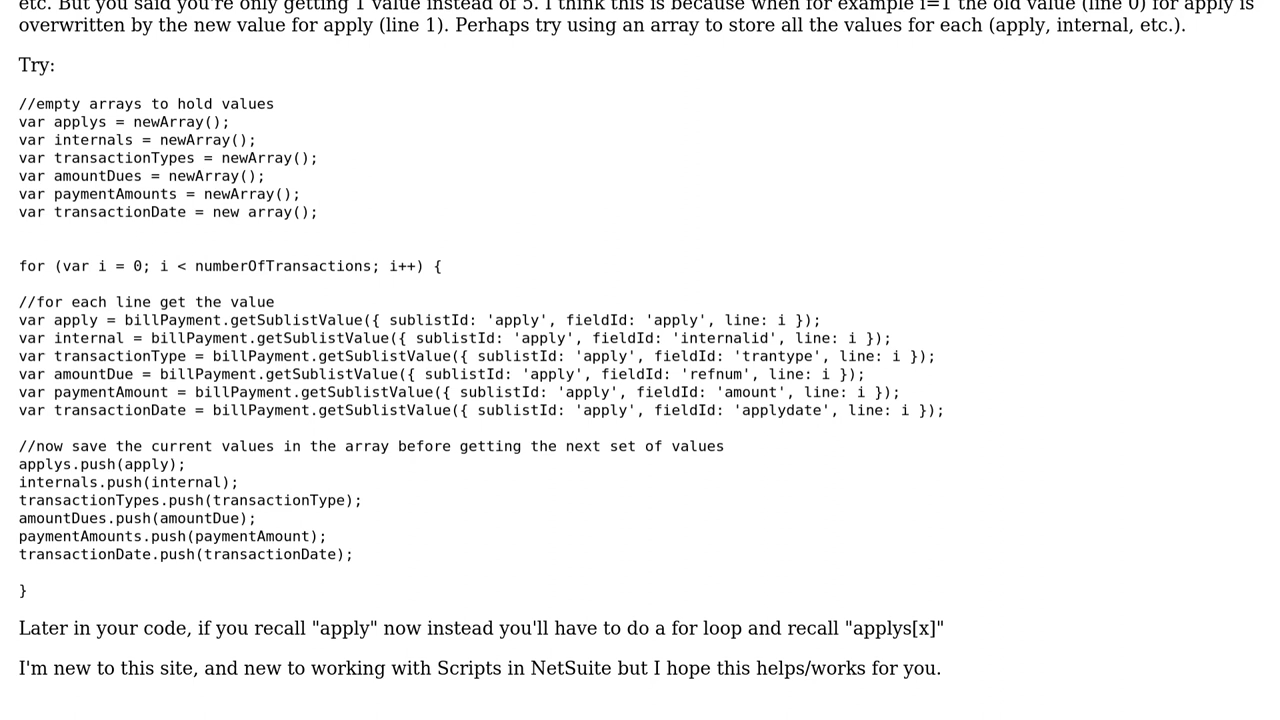 etc. But you said you're only getting 1 value instead of 5. I think this is because when for example i=1 the old value (line 0) for apply is
overwritten by the new value for apply (line 1). Perhaps try using an array to store all the values for each (apply, internal, etc.).
Try:
//empty arrays to hold values
var applys = newArray();
var internals = newArray();
var transactionTypes = newArray();
var amountDues = newArray();
var paymentAmounts = newArray();
var transactionDate = new array();
for (var i = 0; i < numberOfTransactions; i++) {
//for each line get the value
var apply = billPayment.getSublistValue({ sublistId: 'apply', fieldId: 'apply', line: i });
var internal = billPayment.getSublistValue({ sublistId: 'apply', fieldId: 'internalid', line: i });
var transactionType = billPayment.getSublistValue({ sublistId: 'apply', fieldId: 'trantype', line: i });
var amountDue = billPayment.getSublistValue({ sublistId: 'apply', fieldId: 'refnum', line: i });
var paymentAmount = billPayment.getSublistValue({ sublistId: 'apply', fieldId: 'amount', line: i });
var transactionDate = billPayment.getSublistValue({ sublistId: 'apply', fieldId: 'applydate', line: i });
//now save the current values in the array before getting the next set of values
applys.push(apply);
internals.push(internal);
transactionTypes.push(transactionType);
amountDues.push(amountDue);
paymentAmounts.push(paymentAmount);
transactionDate.push(transactionDate);
}
Later in your code, if you recall "apply" now instead you'll have to do a for loop and recall "applys[x]"
I'm new to this site, and new to working with Scripts in NetSuite but I hope this helps/works for you.